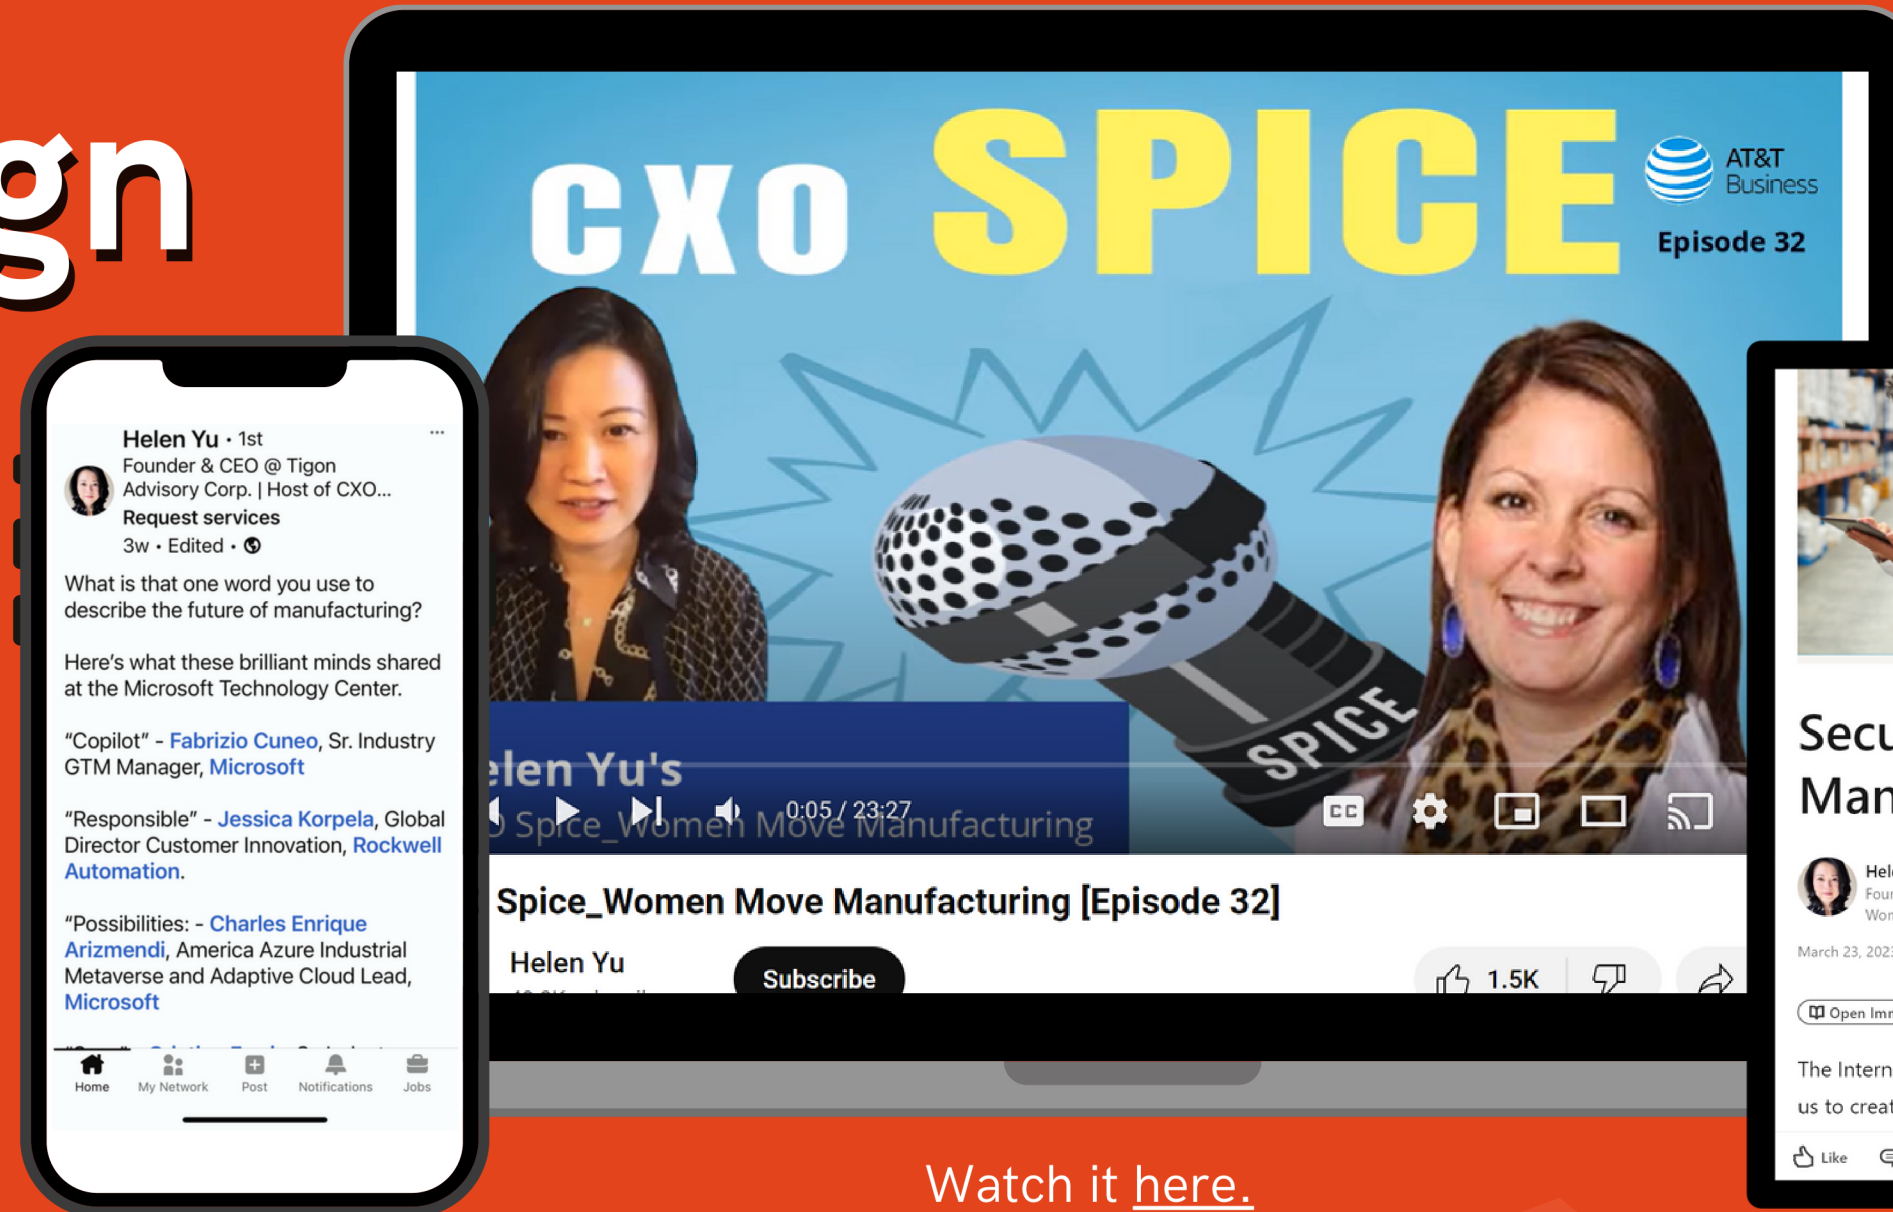 gn
Helen Yu • 1st
Founder & CEO @ Tigon
Advisory Corp. | Host of CXO...
Request services
3w • Edited •
What is that one word you use to
describe the future of manufacturing?
Here's what these brilliant minds shared
at the Microsoft Technology Center.
"Copilot" - Fabrizio Cuneo, Sr. Industry
GTM Manager, Microsoft
"Responsible" - Jessica Korpela, Global
Director Customer Innovation, Rockwell
Automation.
"Possibilities: - Charles Enrique
Arizmendi, America Azure Industrial
Metaverse and Adaptive Cloud Lead,
Microsoft
Home My Network Post Notifications Jobs
CXO SPICE
AT&T
Business
Episode 32
SPICE
elen Yu's
O Spice_Women Move Manufacturing
0:05 / 23:27
CC
Spice_Women Move Manufacturing [Episode 32]
Helen Yu
Subscribe
1.5K
Secu
Man
Hel
Four
Wor
March 23, 2023
Open Imm
The Intern
us to creat
Like
Watch it here.